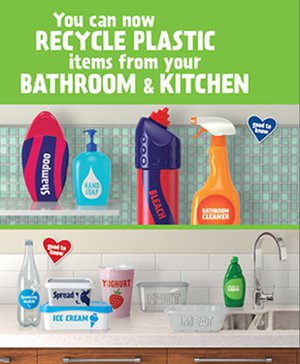 You can now
RECYCLE PLASTIC
items from your
BATHROOM & KITCHEN
good to know
Shampoo
HAND
SOAP
BLEACH
BATHROOM
CLEANER
good to know
Spread
YOGHURT
FRUIT
ICE CREAM
MEAT